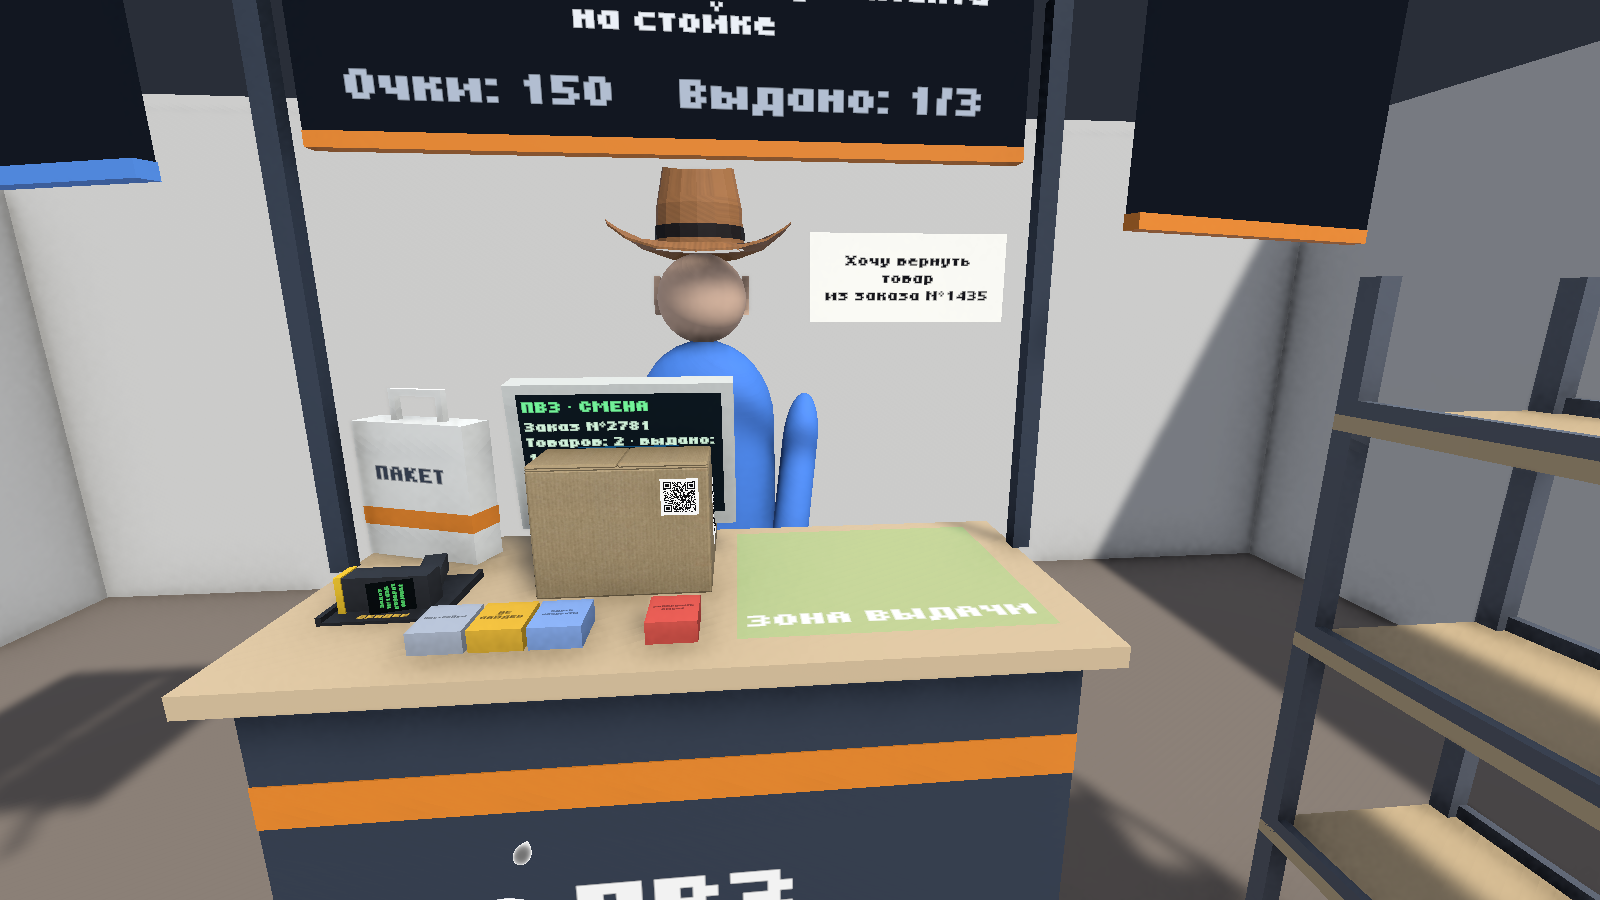 на стойке
Очки: 150 Выдано: 1/3
Хочу вернуть
товар
из заказа №1435
ПВЗ · СМЕНА
Заказ №2781
Товаров: 2 · выдано:
ПАКЕТ
ЗОНА ВЫДАЧИ
ПВЗ